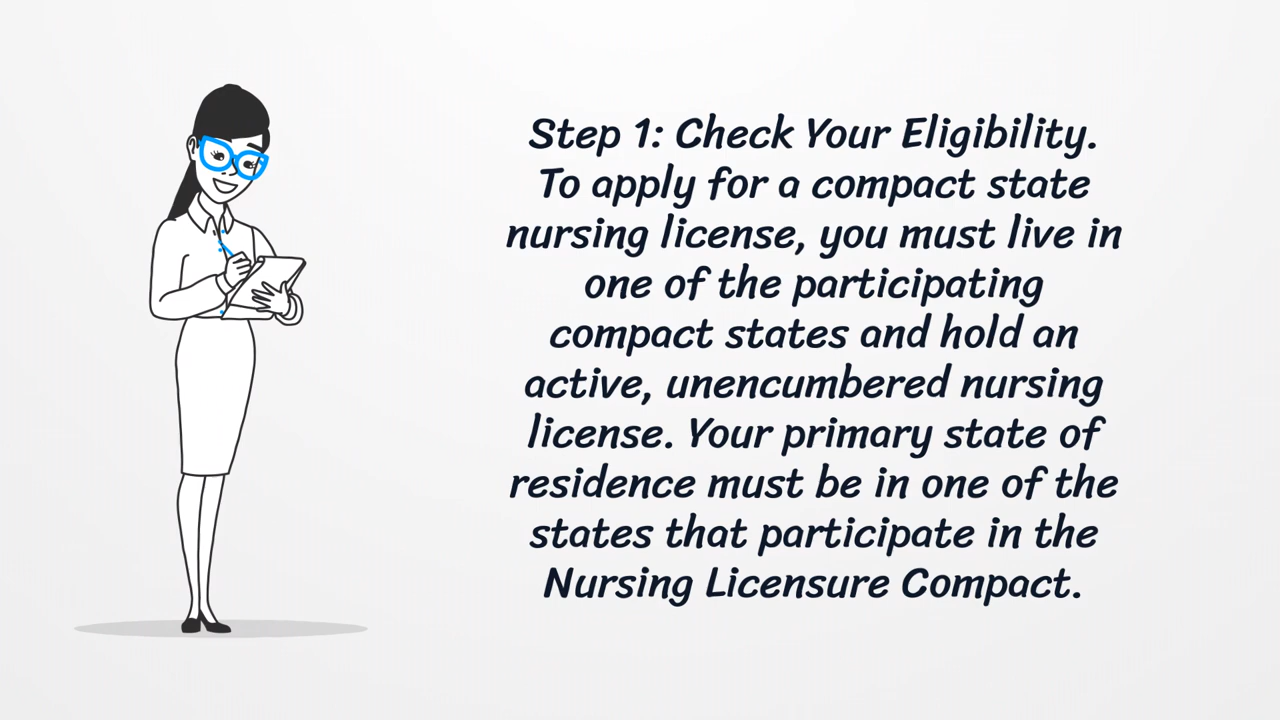 Step 1: Check Your Eligibility.
To apply for a compact state
nursing license, you must live in
one of the participating
compact states and hold an
active, unencumbered nursing
license. Your primary state of
residence must be in one of the
states that participate in the
Nursing Licensure Compact.